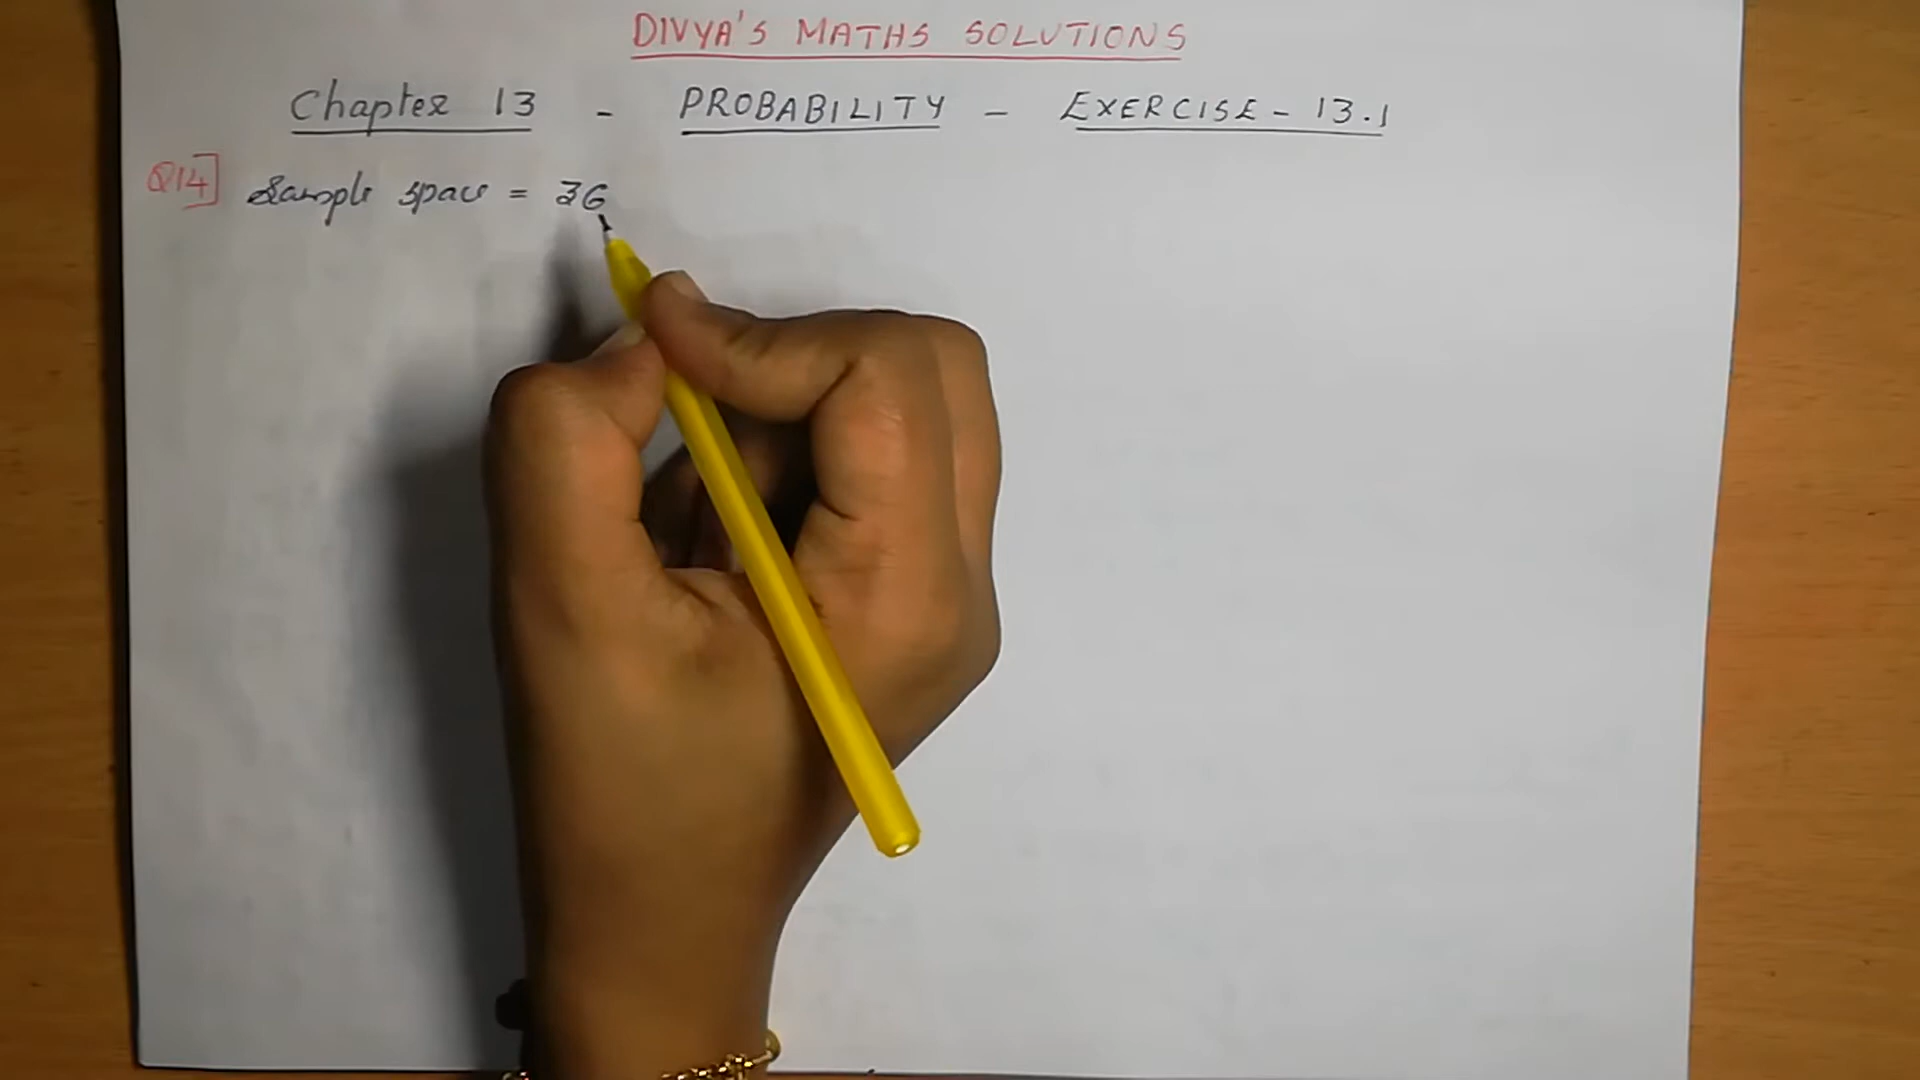 DIVYA'S MATHS SOLUTIONS
Chapter 13 - PROBABILITY - EXERCISE - 13.1
Q14] Sample space = 36